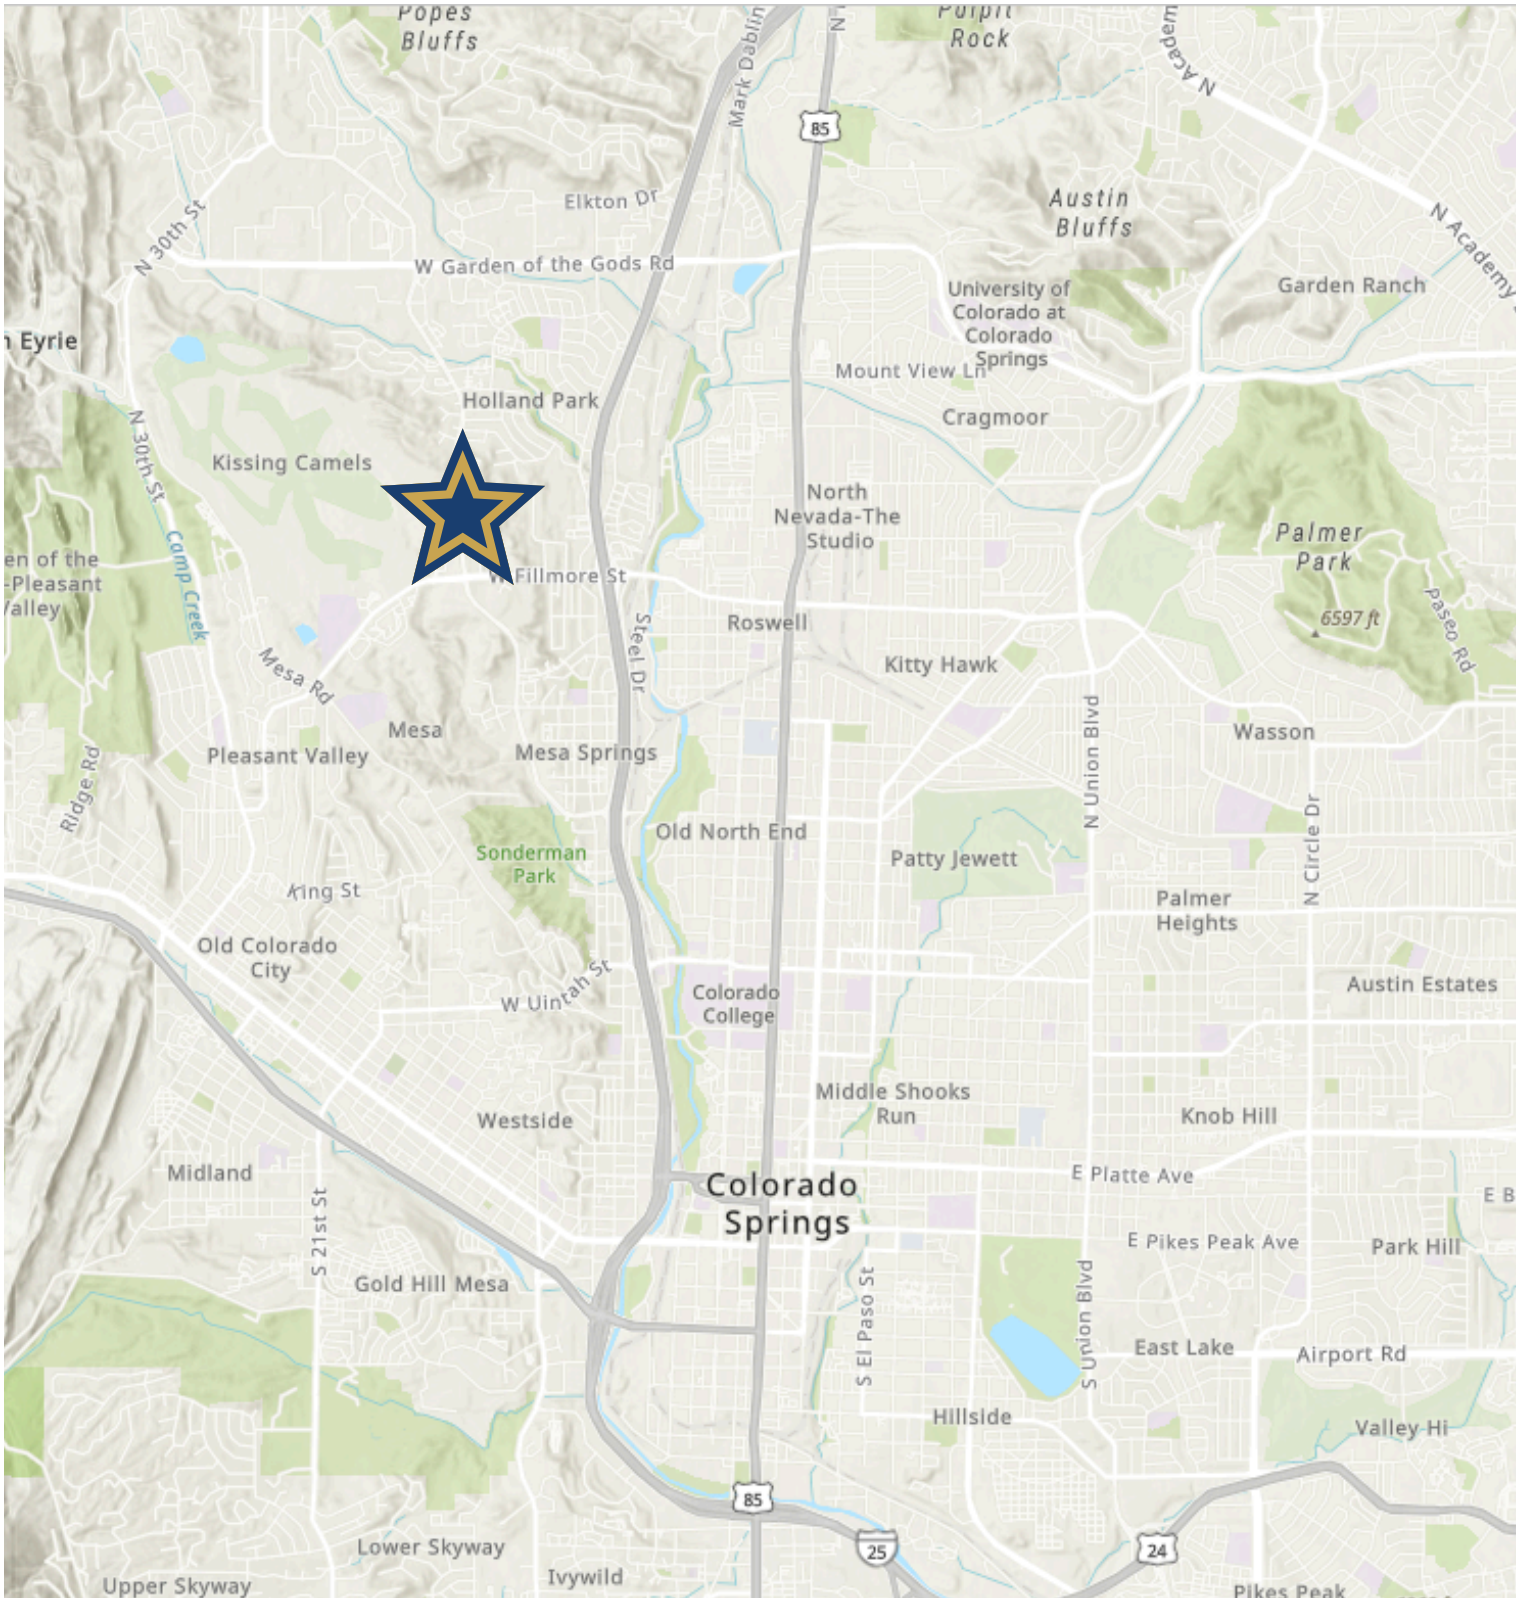 Popes
Bluffs
Mark Dablin
N
Pulpit
Rock
N Academ
85
Elkton Dr
Austin
Bluffs
N 30th St
N Academy
W Garden of the Gods Rd
University of
Colorado at
Colorado
Springs
Garden Ranch
Eyrie
Mount View Ln
Holland Park
Cragmoor
N 30th St
Kissing Camels
North
Nevada-The
Studio
Palmer
Park
en of the
-Pleasant
Valley
Camp Creek
W Fillmore St
Paseo Rd
6597 ft
Steel Dr
Roswell
Kitty Hawk
Mesa Rd
Mesa
N Union Blvd
Wasson
Pleasant Valley
Mesa Springs
Ridge Rd
Old North End
N Circle Dr
Sonderman
Park
Patty Jewett
King St
Palmer
Heights
Old Colorado
City
W Uintah St
Colorado
College
Austin Estates
Middle Shooks
Run
Westside
Knob Hill
Midland
E Platte Ave
Colorado
Springs
S 21st St
E B
E Pikes Peak Ave
Park Hill
Gold Hill Mesa
S El Paso St
S Union Blvd
East Lake
Airport Rd
Hillside
Valley Hi
85
25
24
Lower Skyway
Ivywild
Upper Skyway
Pikes Peak